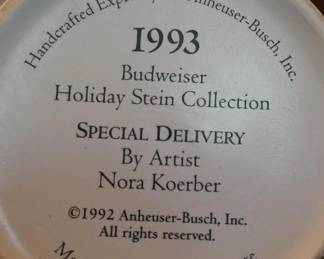 Handcrafted Anheuser-Busch, Inc.
1993
Budweiser
Holiday Stein Collection
SPECIAL DELIVERY
By Artist
Nora Koerber
©1992 Anheuser-Busch, Inc.
All rights reserved.